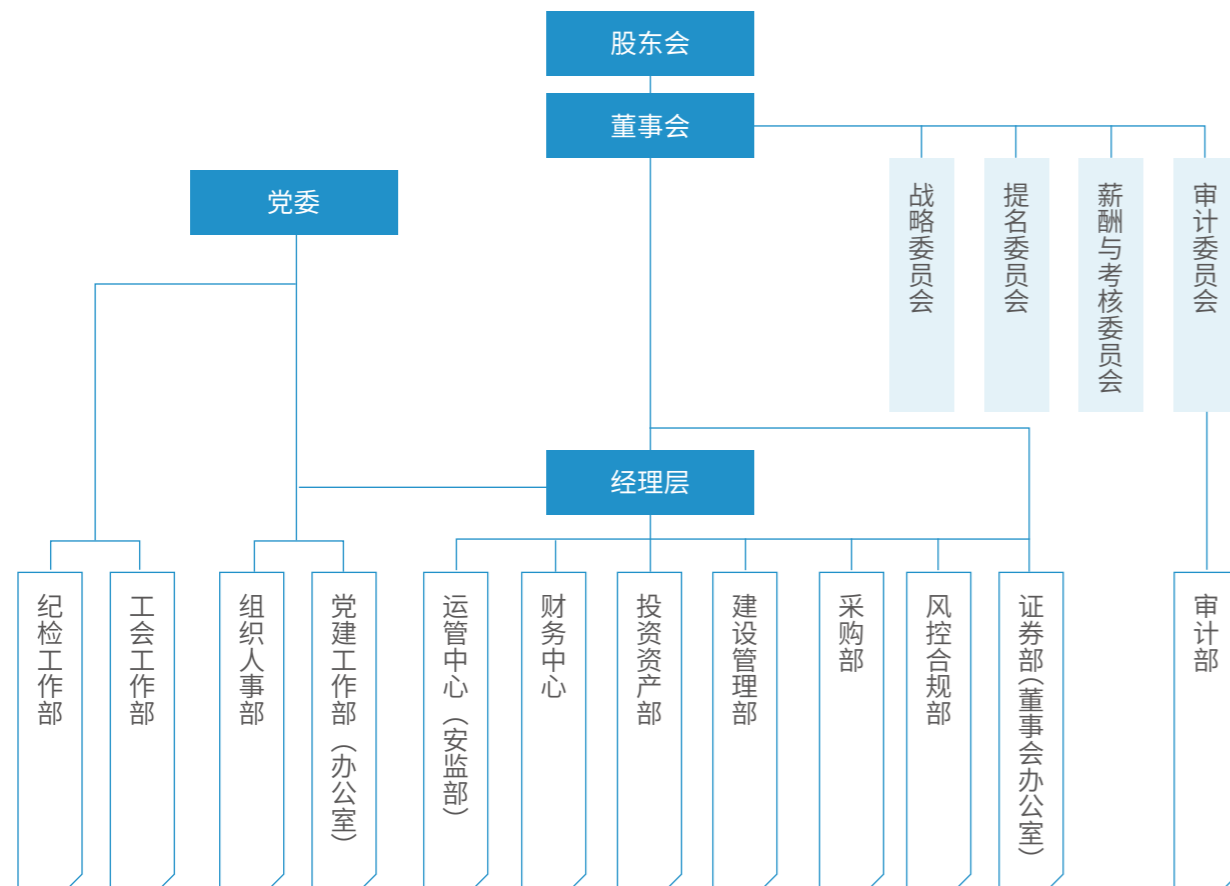 股东会
董事会
党委
战略委员会
提名委员会
薪酬与考核委员会
审计委员会
经理层
纪检工作部
工会工作部
组织人事部
党建工作部（办公室）
运管中心（安监部）
财务中心
投资资产部
建设管理部
采购部
风控合规部
证券部（董事会办公室）
审计部